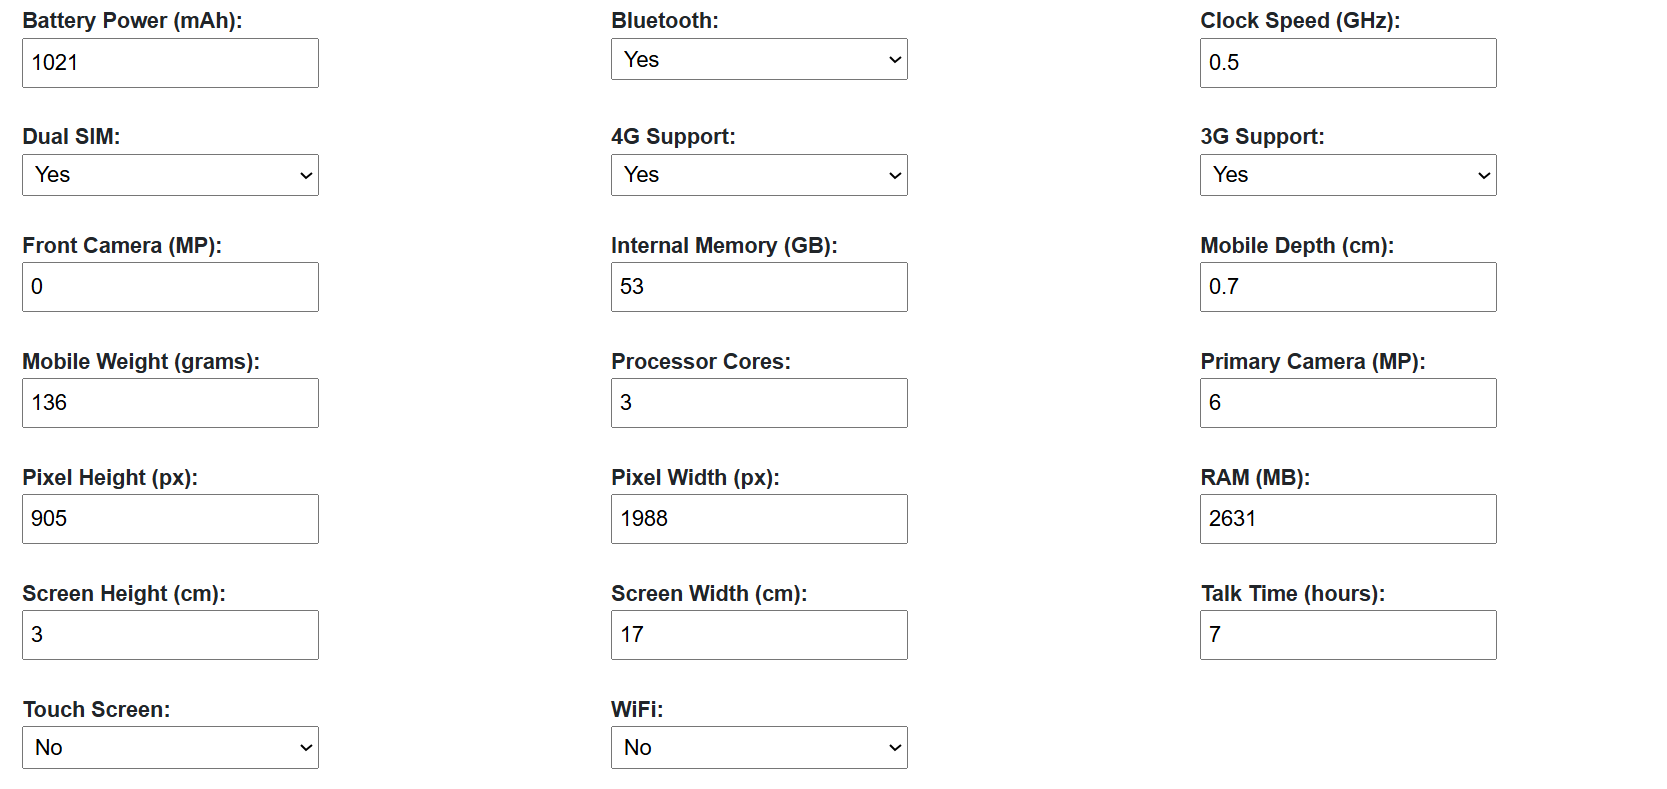 Battery Power (mAh): Bluetooth: Clock Speed (GHz):
1021 Yes 0.5
Dual SIM: 4G Support: 3G Support:
Yes Yes Yes
Front Camera (MP): Internal Memory (GB): Mobile Depth (cm):
0 53 0.7
Mobile Weight (grams): Processor Cores: Primary Camera (MP):
136 3 6
Pixel Height (px): Pixel Width (px): RAM (MB):
905 1988 2631
Screen Height (cm): Screen Width (cm): Talk Time (hours):
3 17 7
Touch Screen: WiFi:
No No